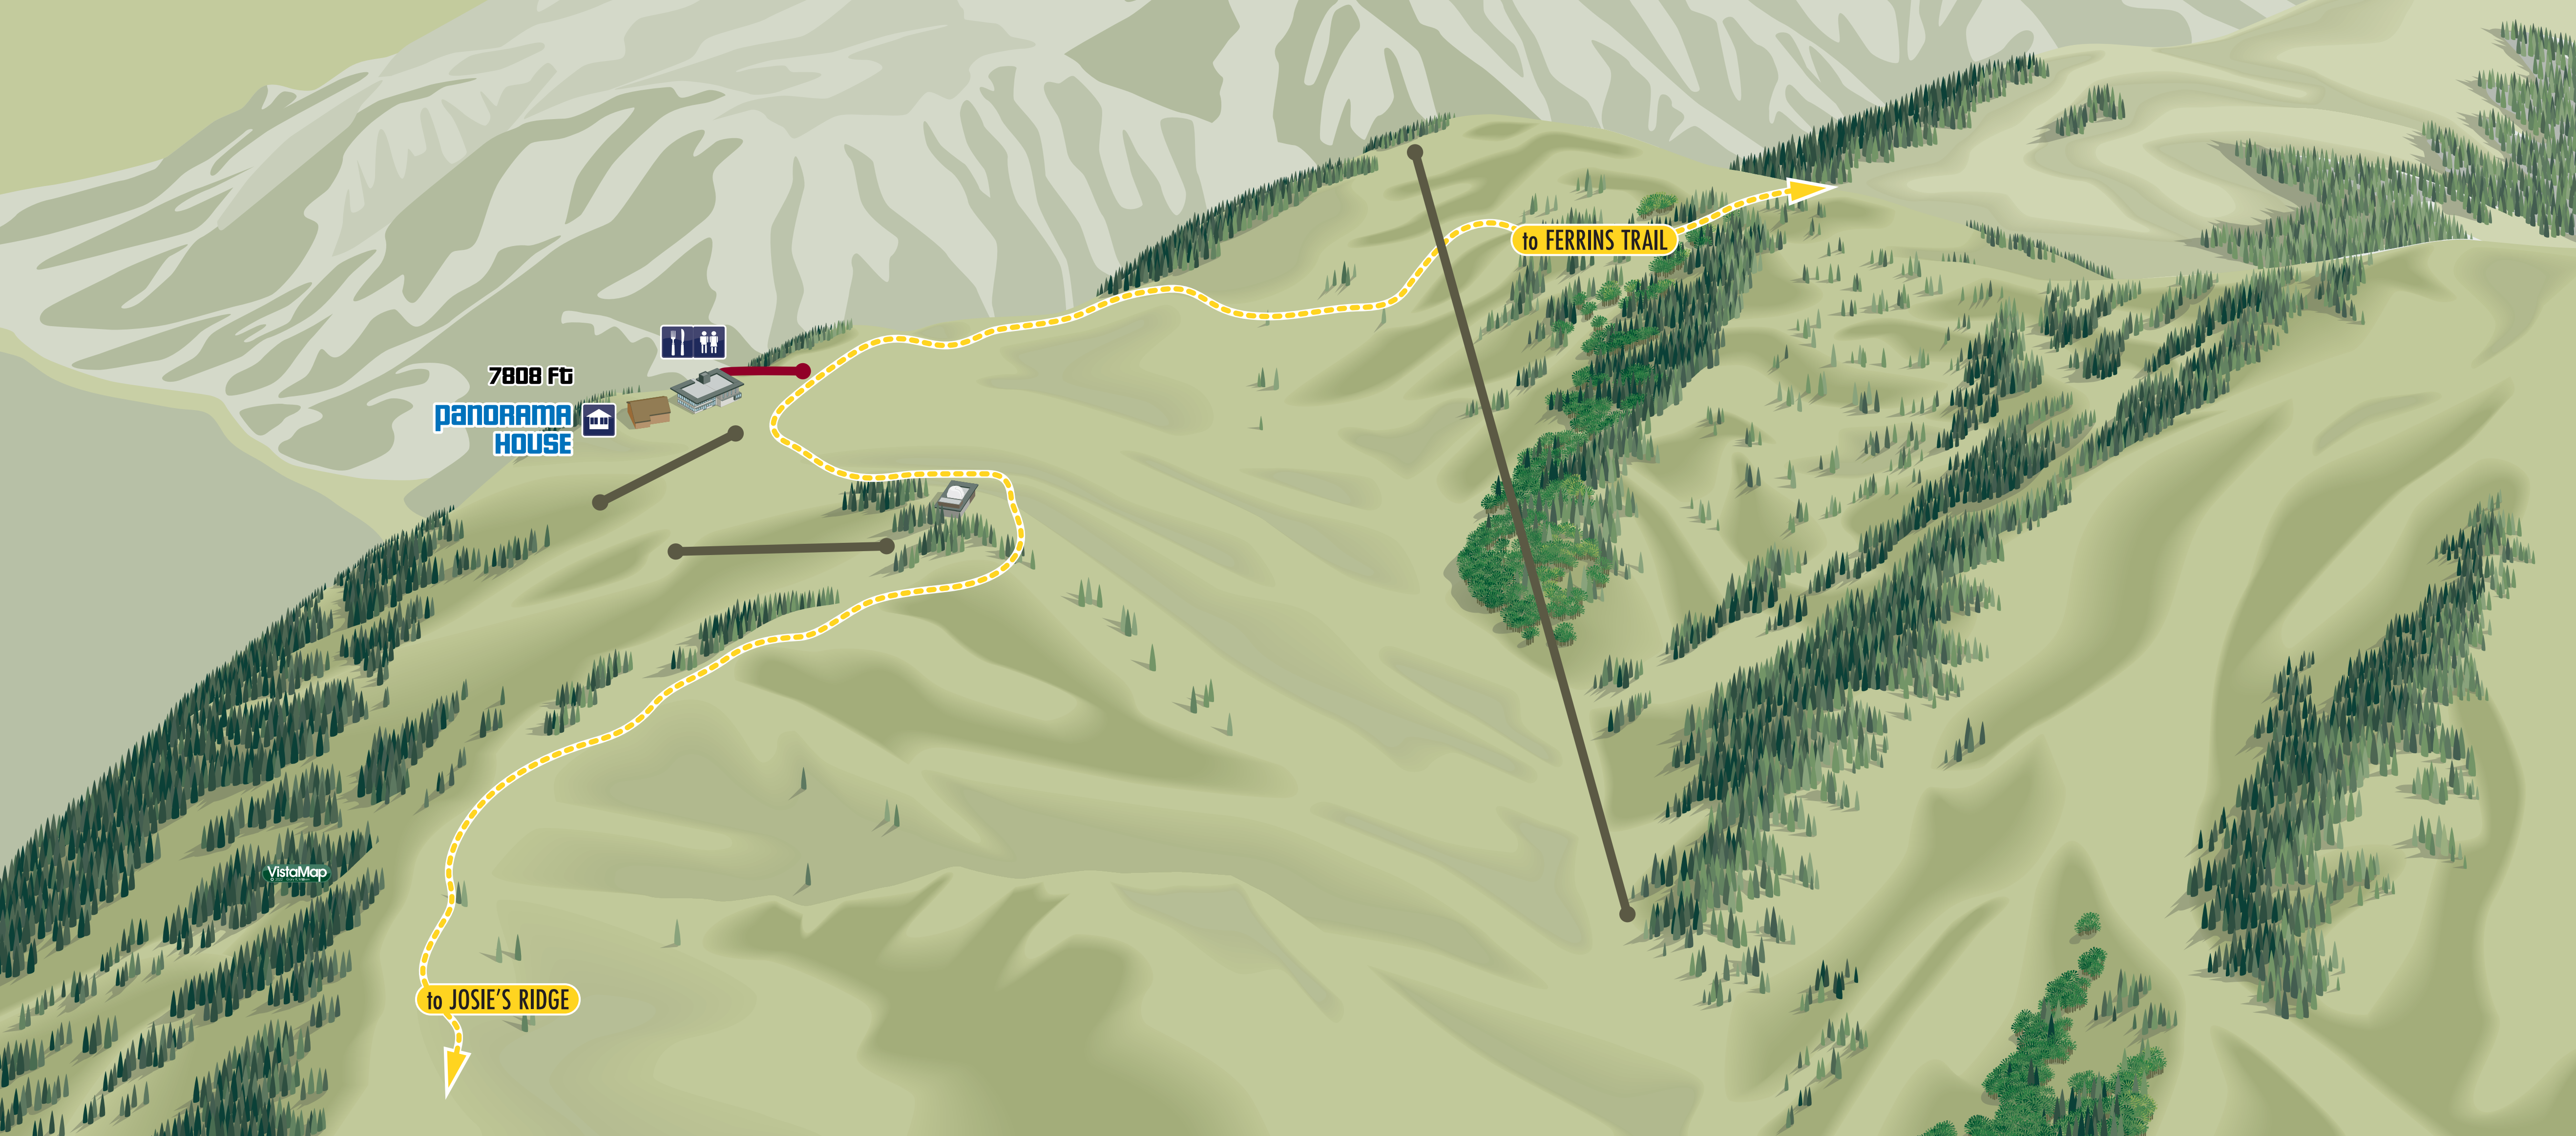 to FERRINS TRAIL
7808 Ft
PANORAMA
HOUSE
VistaMap
to JOSIE'S RIDGE